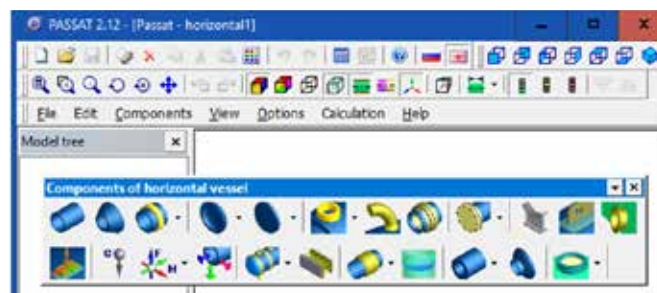 PASSAT 2.12 - [Passat - horizontal1]
File Edit Components View Options Calculation Help
Model tree
Components of horizontal vessel